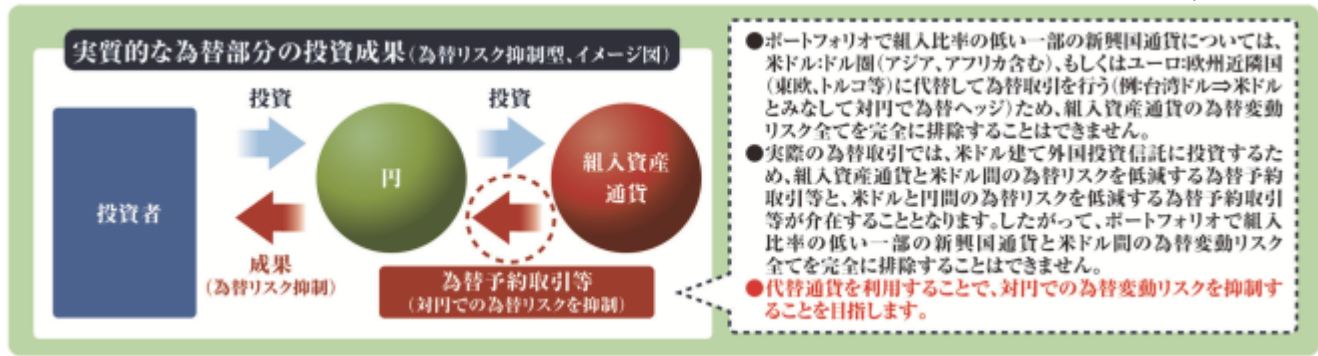 実質的な為替部分の投資成果(為替リスク抑制型、イメージ図)
投資
投資
投資者
円
組入資産
通貨
成果
(為替リスク抑制)
為替予約取引等
(対円での為替リスクを抑制)
●ポートフォリオで組入比率の低い一部の新興国通貨については、
米ドル:ドル圏(アジア、アフリカ含む)、もしくはユーロ:欧州近隣国
(東欧、トルコ等)に代替して為替取引を行う(例:台湾ドル⇒米ドル
とみなして対円で為替ヘッジ)ため、組入資産通貨の為替変動
リスク全てを完全に排除することはできません。
●実際の為替取引では、米ドル建て外国投資信託に投資するた
め、組入資産通貨と米ドル間の為替リスクを低減する為替予約
取引等と、米ドルと円間の為替リスクを低減する為替予約取引
等が介在することとなります。したがって、ポートフォリオで組入
比率の低い一部の新興国通貨と米ドル間の為替変動リスク
全てを完全に排除することはできません。
●代替通貨を利用することで、対円での為替変動リスクを抑制す
ることを目指します。